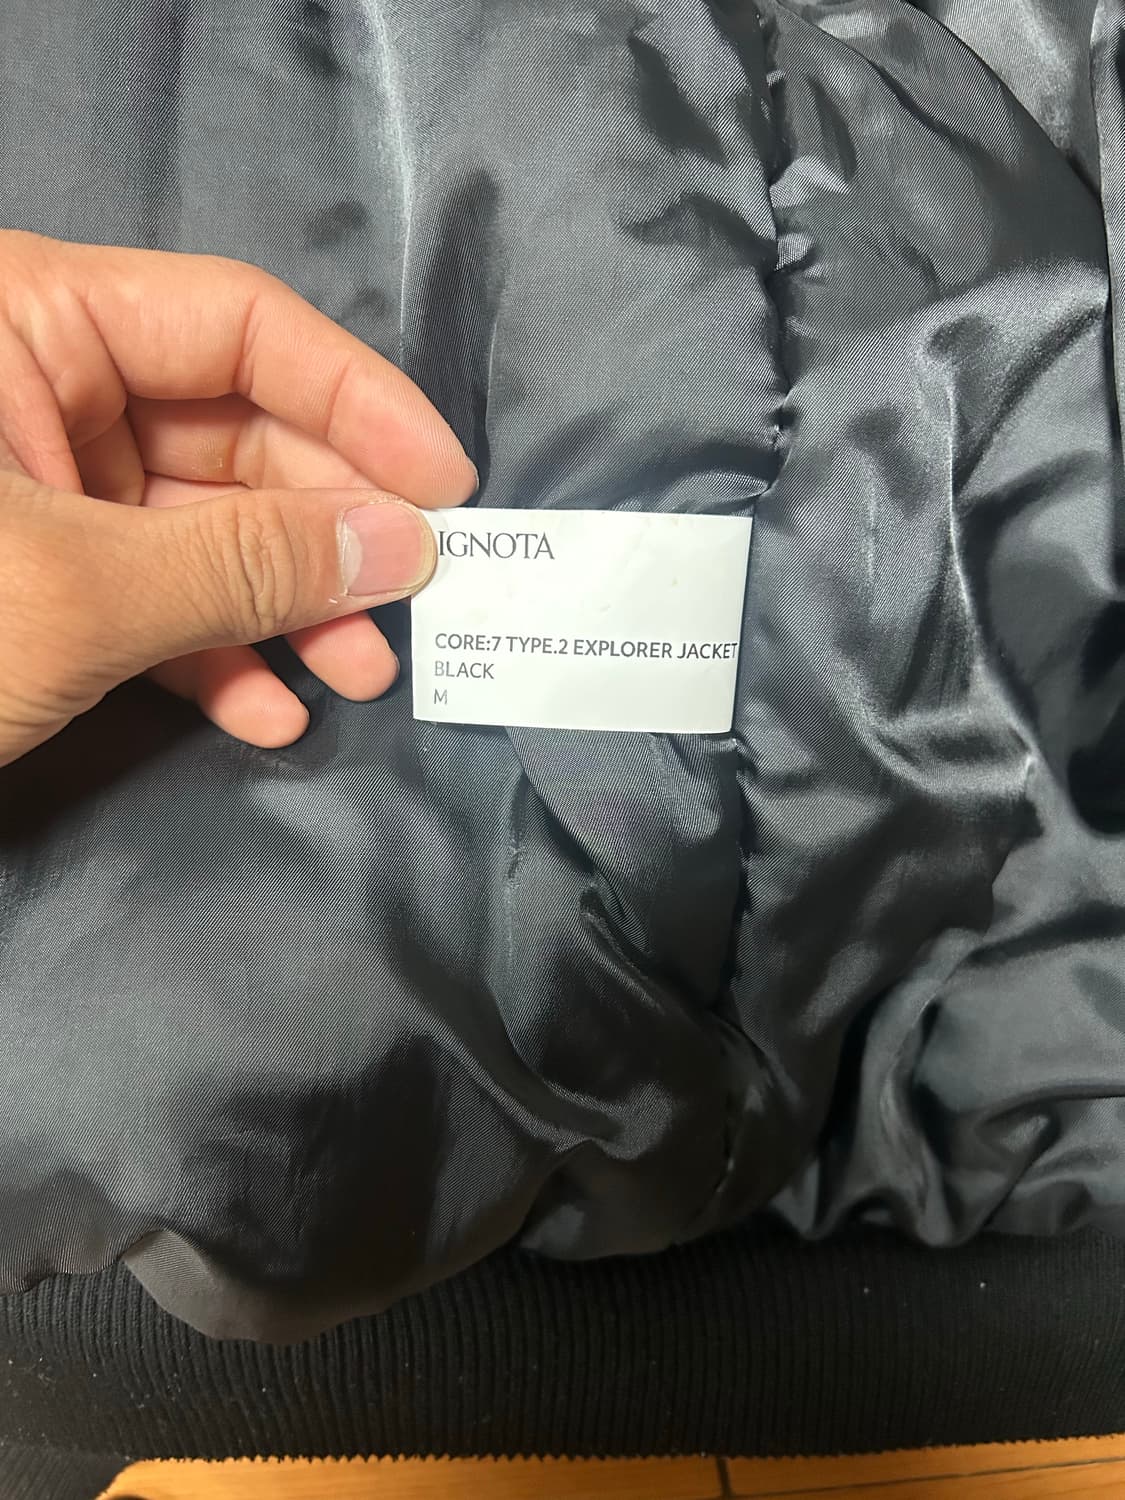 IGNOTA
CORE:7 TYPE.2 EXPLORER JACKET
BLACK
M